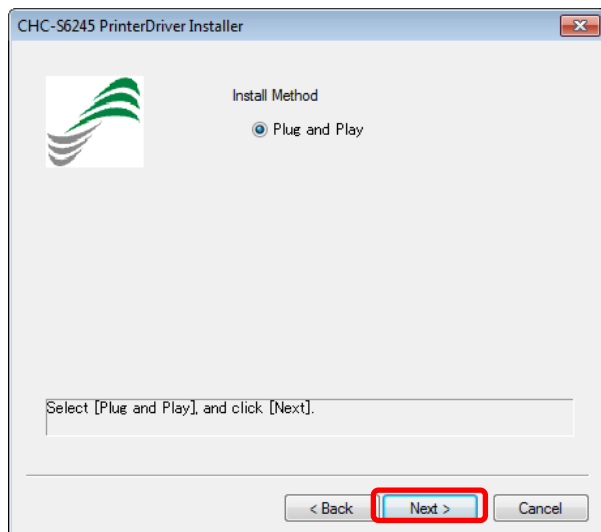 CHC-S6245 PrinterDriver Installer
Install Method
Plug and Play
Select [Plug and Play], and click [Next].
< Back
Next >
Cancel